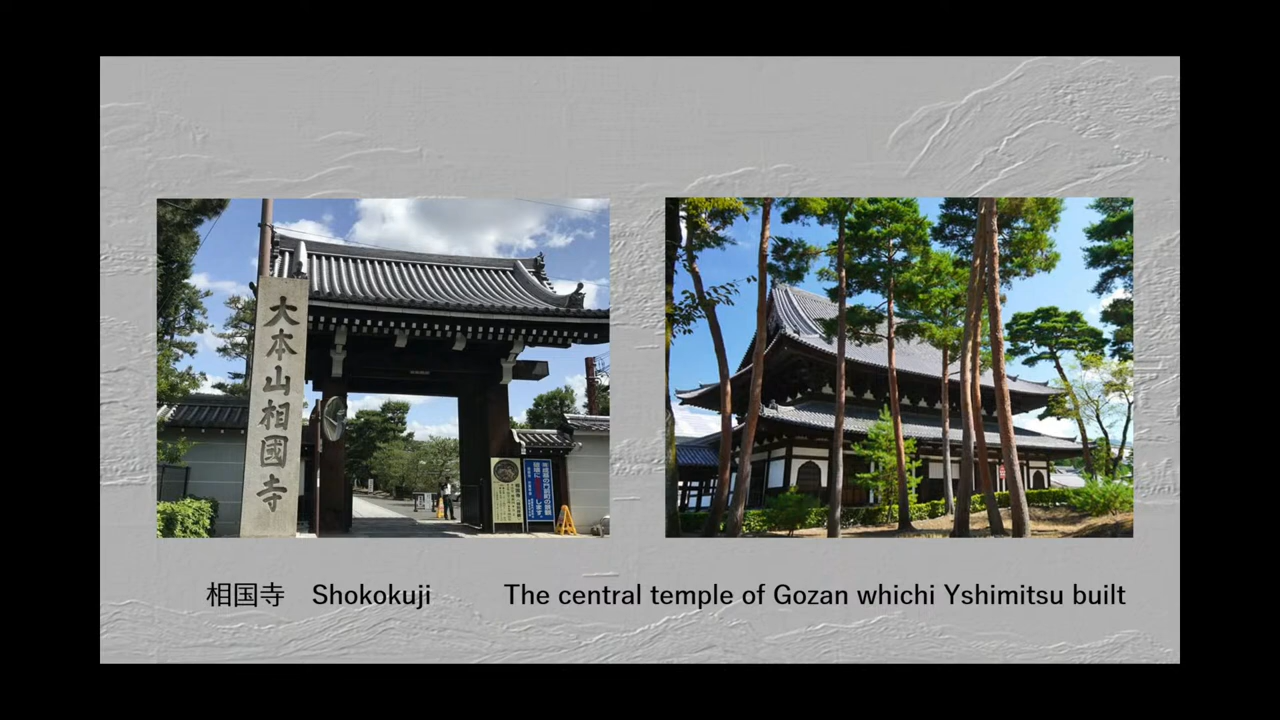 大本山相國寺
相国寺 Shokokuji
The central temple of Gozan whichi Yshimitsu built